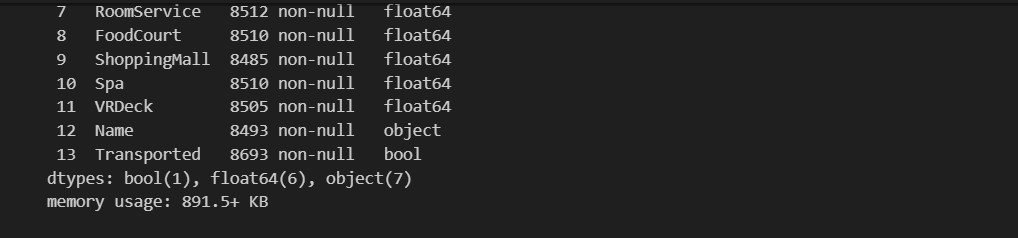 7 RoomService 8512 non-null float64
8 FoodCourt 8510 non-null float64
9 ShoppingMall 8485 non-null float64
10 Spa 8510 non-null float64
11 VRDeck 8505 non-null float64
12 Name 8493 non-null object
13 Transported 8693 non-null bool
dtypes: bool(1), float64(6), object(7)
memory usage: 891.5+ KB